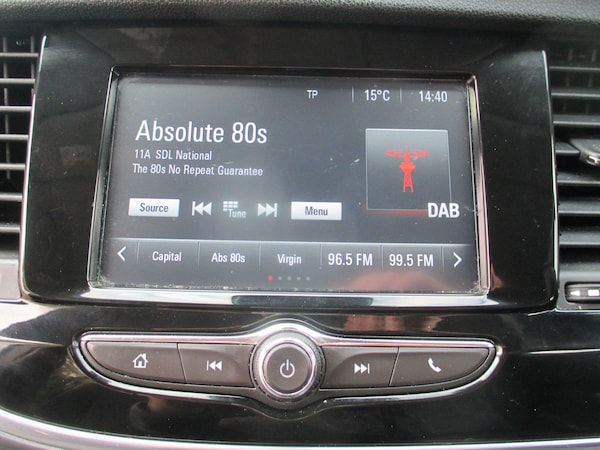 TP 15°C 14:40
Absolute 80s
11A SDL National
The 80s No Repeat Guarantee
Source Tune Menu
DAB
Capital Abs 80s Virgin 96.5 FM 99.5 FM